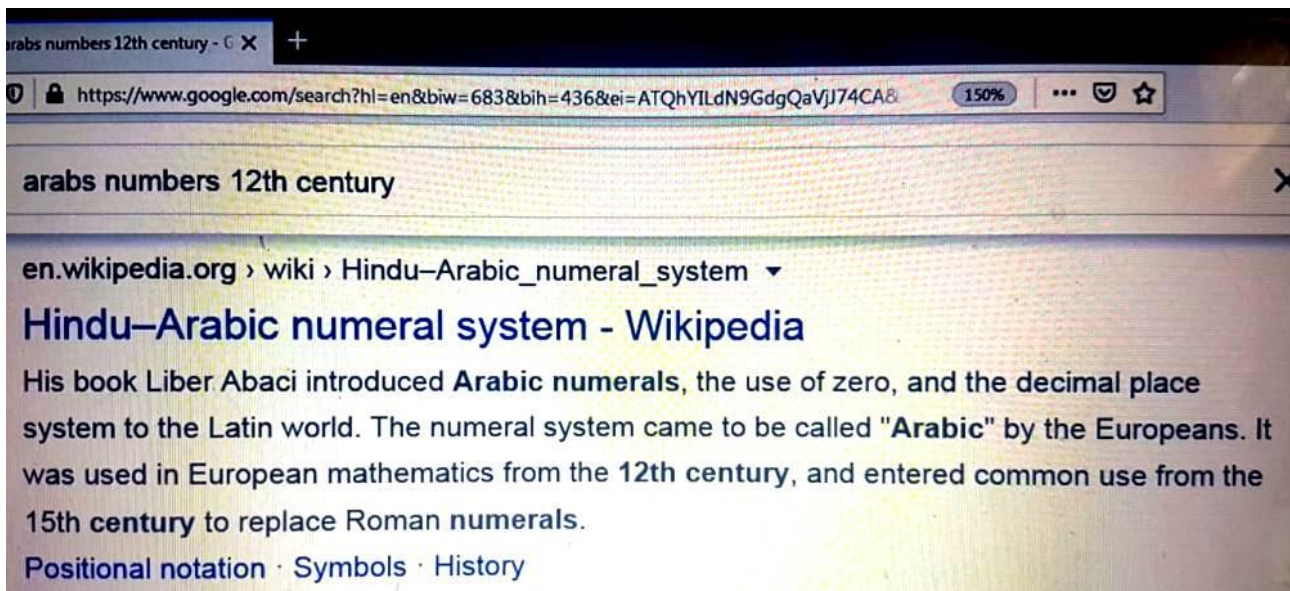 arabs numbers 12th century - G
https://www.google.com/search?hl=en&biw=683&bih=436&ei=ATQhYILdN9GdgQaVjJ74CA&
150%
arabs numbers 12th century
en.wikipedia.org › wiki › Hindu–Arabic_numeral_system
Hindu–Arabic numeral system - Wikipedia
His book Liber Abaci introduced Arabic numerals, the use of zero, and the decimal place
system to the Latin world. The numeral system came to be called "Arabic" by the Europeans. It
was used in European mathematics from the 12th century, and entered common use from the
15th century to replace Roman numerals.
Positional notation · Symbols · History